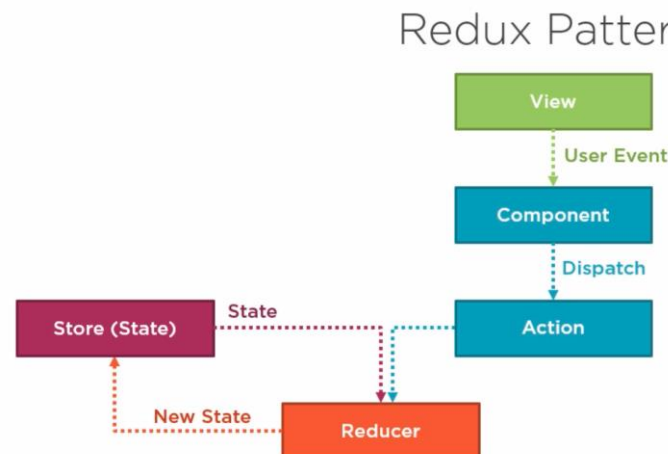 Redux Patter
View
User Event
Component
Dispatch
Store (State)
State
Action
New State
Reducer